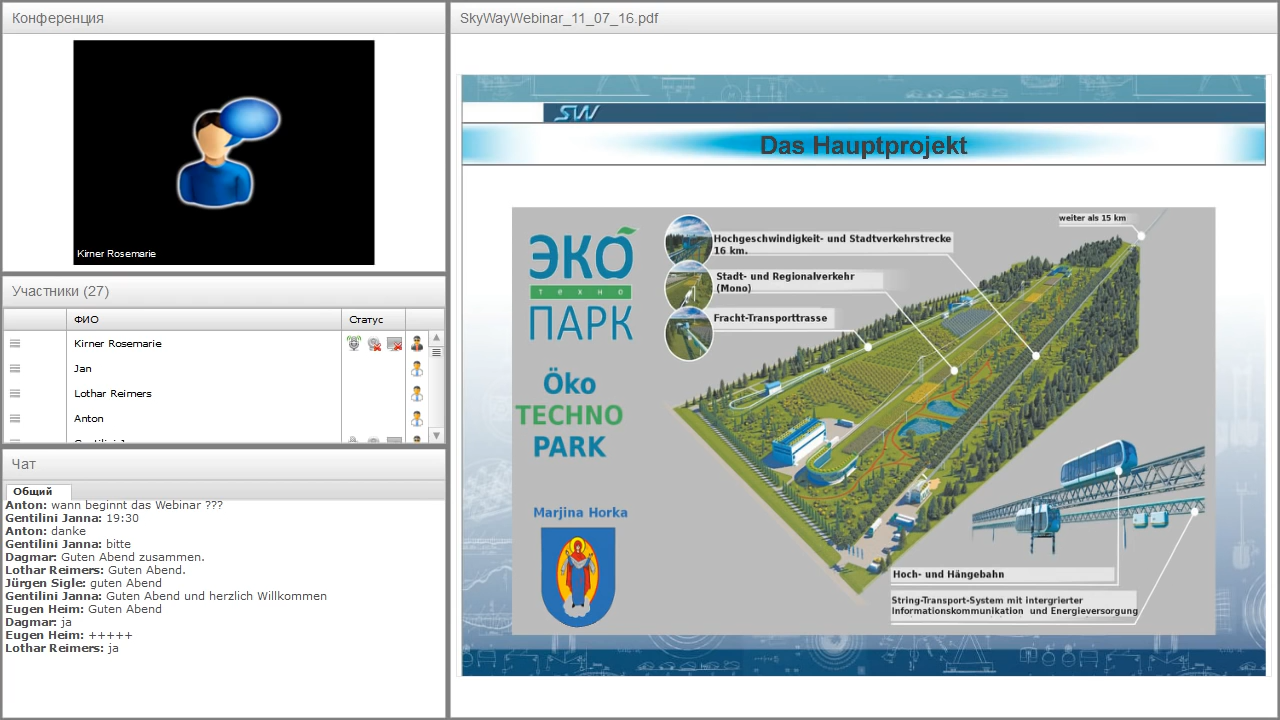 Конференция
Kirner Rosemarie
Участники (27)
ФИО
Статус
Kirner Rosemarie
Jan
Lothar Reimers
Anton
Чат
Общий
Anton: wann beginnt das Webinar ???
Gentilini Janna: 19:30
Anton: danke
Gentilini Janna: bitte
Dagmar: Guten Abend zusammen.
Lothar Reimers: Guten Abend.
Jürgen Sigle: guten Abend
Gentilini Janna: Guten Abend und herzlich Willkommen
Eugen Heim: Guten Abend
Dagmar: ja
Eugen Heim: +++++
Lothar Reimers: ja
SkyWayWebinar_11_07_16.pdf
SW
Das Hauptprojekt
ЭКО
техно
ПАРК
Öko
TECHNO
PARK
Marjina Horka
Hochgeschwindigkeit- und Stadtverkehrstrecke
16 km.
Stadt- und Regionalverkehr
(Mono)
Fracht-Transporttrasse
weiter als 15 km
Hoch- und Hängebahn
String-Transport-System mit intergrierter
Informationskommunikation und Energieversorgung